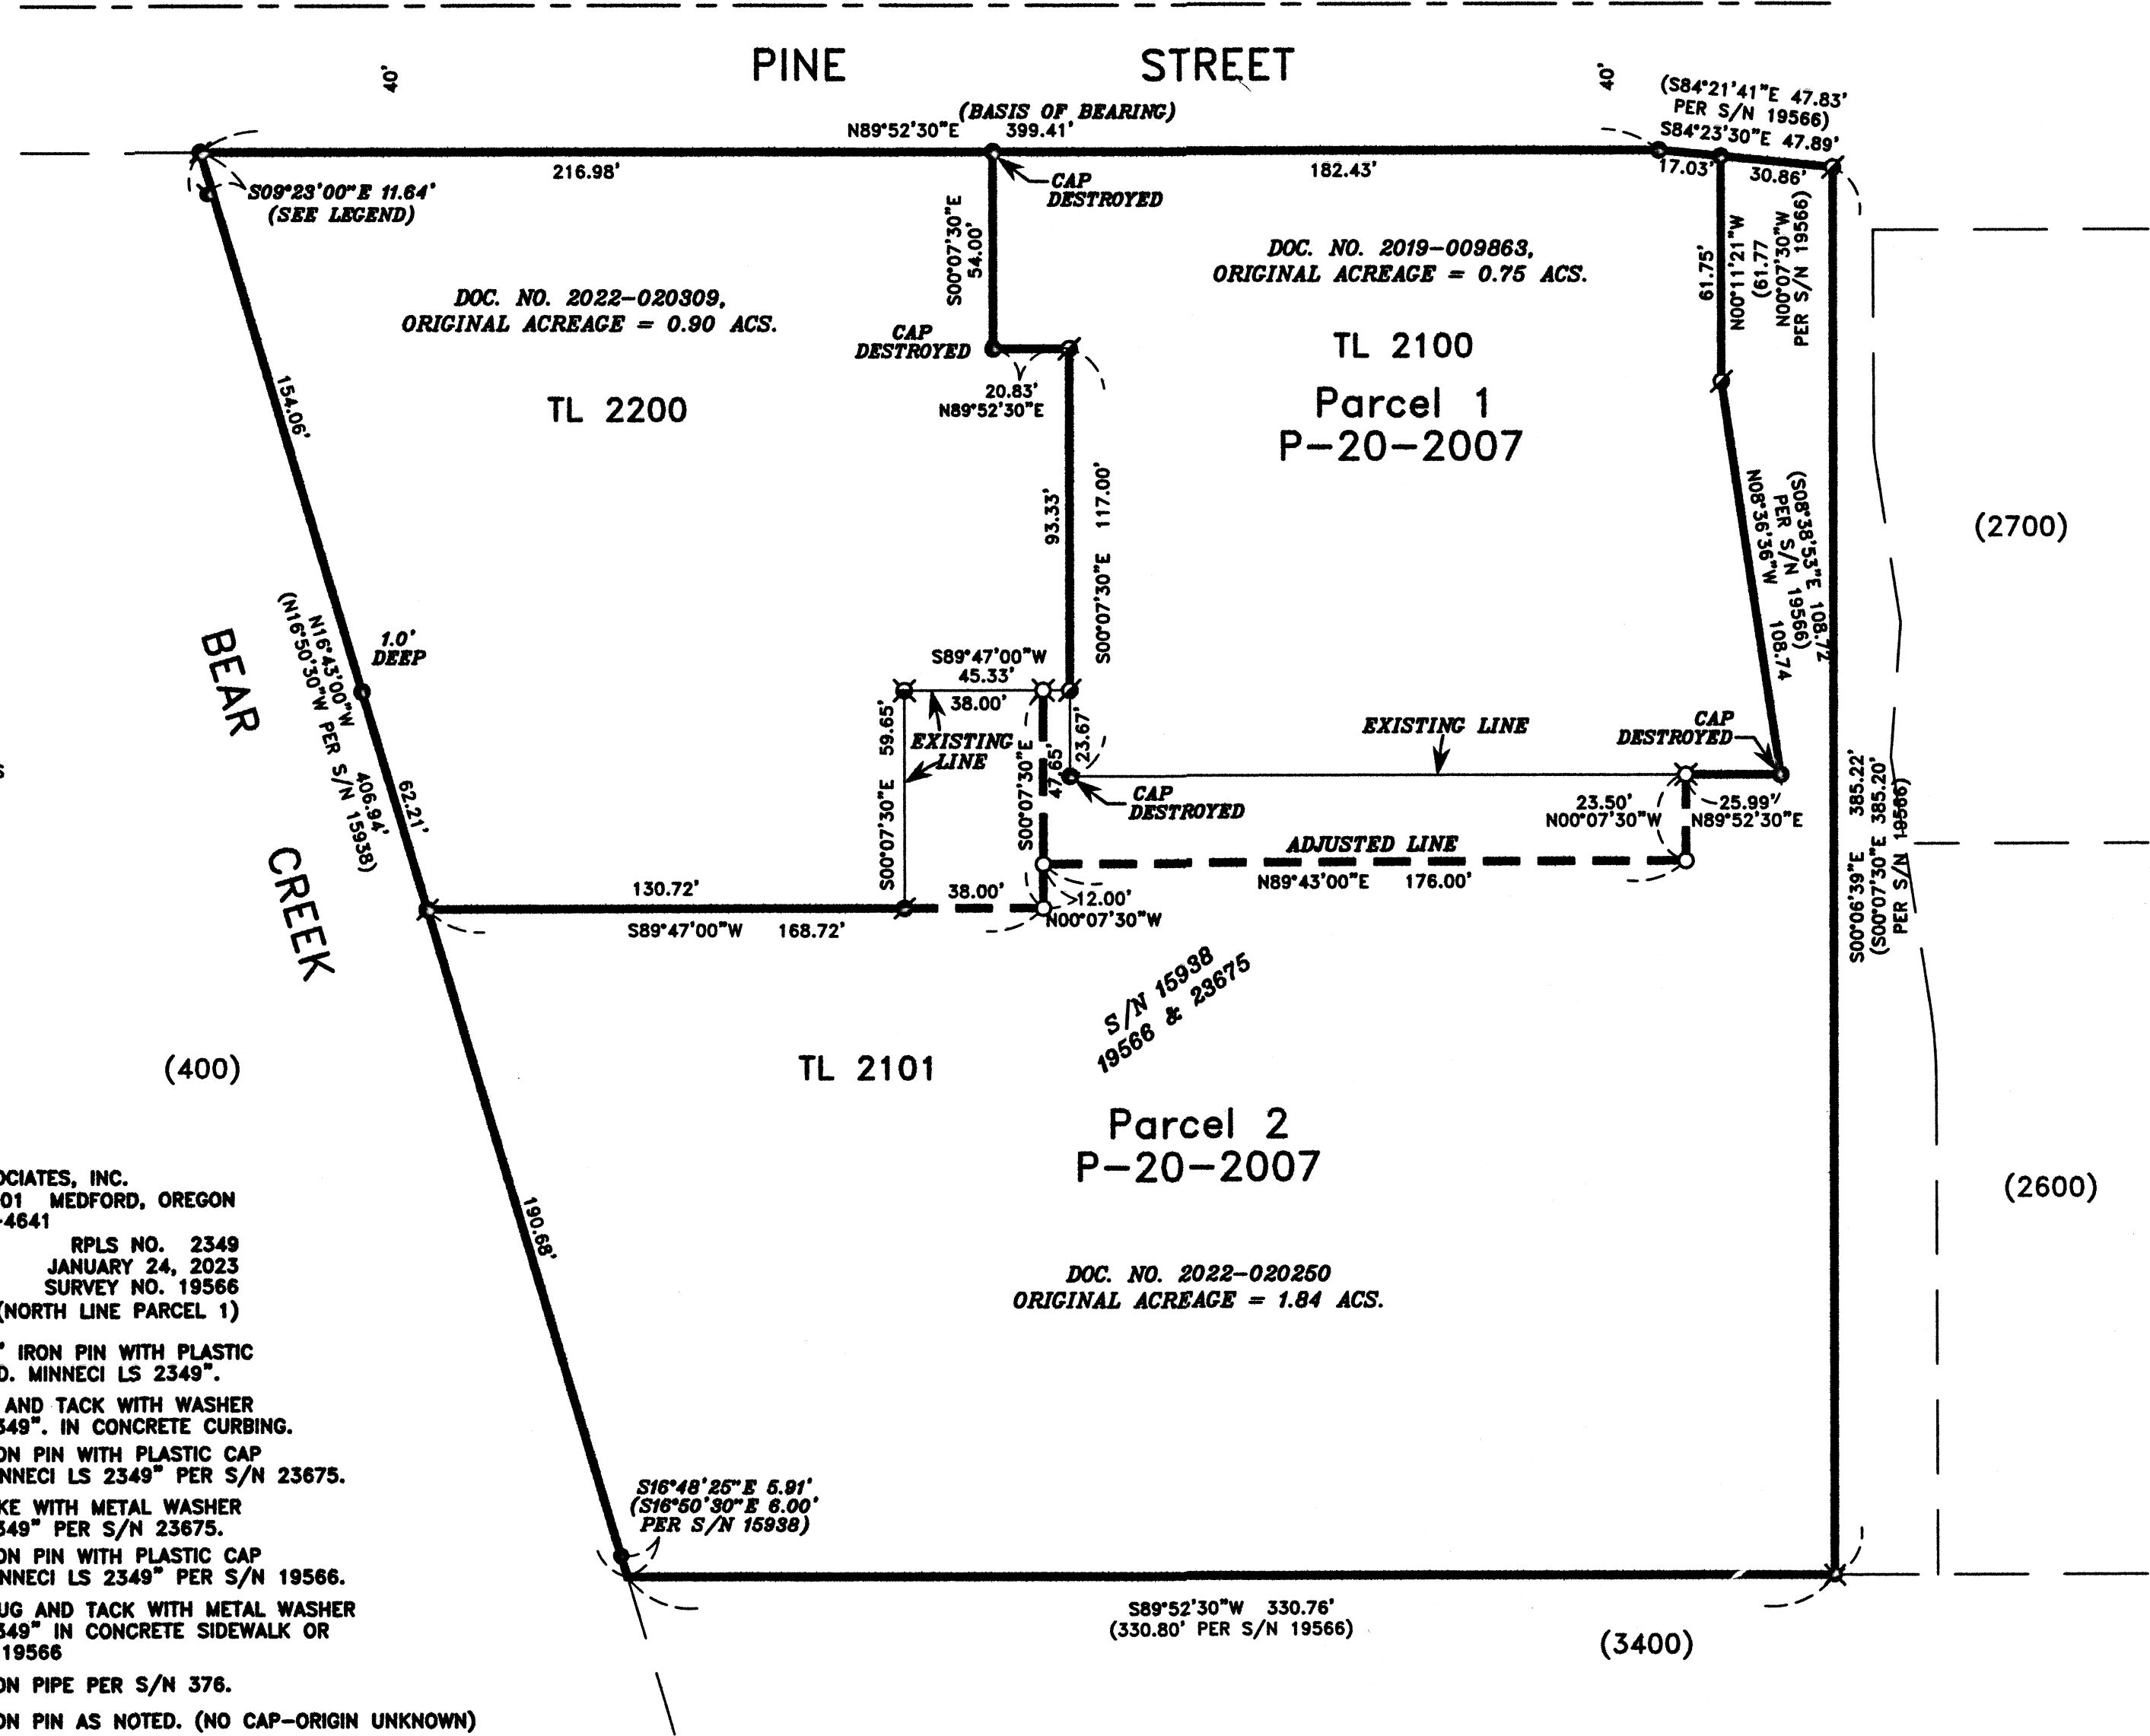 PINE STREET
40'
40'
(BASIS OF BEARING)
N89°52'30"E 399.41'
216.98'
182.43'
(S84°21'41"E 47.83'
PER S/N 19566)
S84°23'30"E 47.89'
17.03'
30.86'
S09°23'00"E 11.64'
(SEE LEGEND)
CAP
DESTROYED
S00°07'30"E
54.00'
DOC. NO. 2022-020309,
ORIGINAL ACREAGE = 0.90 ACS.
TL 2200
CAP
DESTROYED
20.83'
N89°52'30"E
DOC. NO. 2019-009863,
ORIGINAL ACREAGE = 0.75 ACS.
TL 2100
Parcel 1
P-20-2007
61.75'
N00°11'21"W
(61.77
N00°07'30"W
PER S/N 19566)
154.06'
93.33'
S00°07'30"E 117.00'
N08°36'36"W 108.74
(S08°38'53"E 108.72
PER S/N 19566)
(2700)
BEAR CREEK
N16°43'00"W 406.94'
(N16°50'30"W PER S/N 15938)
1.0'
DEEP
62.21'
S89°47'00"W
45.33'
38.00'
S00°07'30"E 59.65'
EXISTING
LINE
S00°07'30"E
47.65'
23.67'
CAP
DESTROYED
EXISTING LINE
CAP
DESTROYED
23.50'
N00°07'30"W
25.99'
N89°52'30"E
ADJUSTED LINE
N89°43'00"E 176.00'
S00°06'39"E 385.22'
(S00°07'30"E 385.20'
PER S/N 19566)
130.72'
38.00'
S89°47'00"W 168.72'
12.00'
N00°07'30"W
S/N 15938
19566 & 23675
(400)
TL 2101
Parcel 2
P-20-2007
(2600)
DOC. NO. 2022-020250
ORIGINAL ACREAGE = 1.84 ACS.
190.68'
S16°48'25"E 5.91'
(S16°50'30"E 6.00'
PER S/N 15938)
S89°52'30"W 330.76'
(330.80' PER S/N 19566)
(3400)
OCIATES, INC.
01 MEDFORD, OREGON
-4641
RPLS NO. 2349
JANUARY 24, 2023
SURVEY NO. 19566
(NORTH LINE PARCEL 1)
" IRON PIN WITH PLASTIC
D. MINNECI LS 2349".
AND TACK WITH WASHER
349". IN CONCRETE CURBING.
ON PIN WITH PLASTIC CAP
NNECI LS 2349" PER S/N 23675.
KE WITH METAL WASHER
349" PER S/N 23675.
ON PIN WITH PLASTIC CAP
NNECI LS 2349" PER S/N 19566.
UG AND TACK WITH METAL WASHER
349" IN CONCRETE SIDEWALK OR
19566
ON PIPE PER S/N 376.
ON PIN AS NOTED. (NO CAP-ORIGIN UNKNOWN)